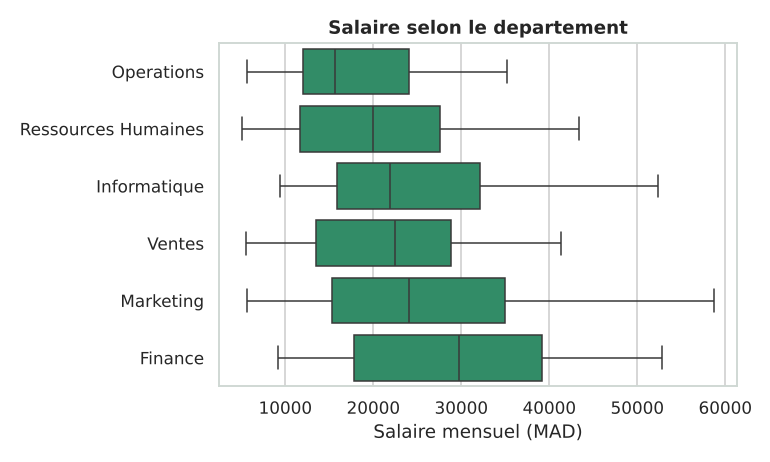 Salaire selon le departement
Operations
Ressources Humaines
Informatique
Ventes
Marketing
Finance
10000 20000 30000 40000 50000 60000
Salaire mensuel (MAD)